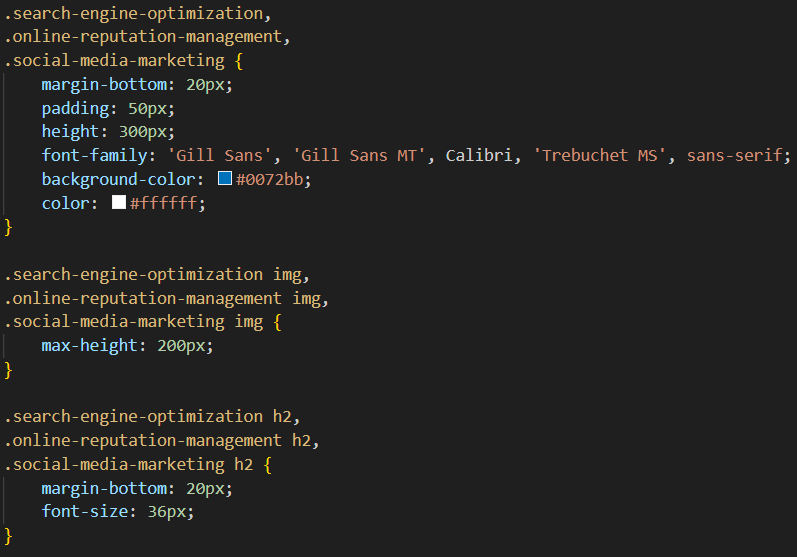 .search-engine-optimization,
.online-reputation-management,
.social-media-marketing {
    margin-bottom: 20px;
    padding: 50px;
    height: 300px;
    font-family: 'Gill Sans', 'Gill Sans MT', Calibri, 'Trebuchet MS', sans-serif;
    background-color: #0072bb;
    color: #ffffff;
}

.search-engine-optimization img,
.online-reputation-management img,
.social-media-marketing img {
    max-height: 200px;
}

.search-engine-optimization h2,
.online-reputation-management h2,
.social-media-marketing h2 {
    margin-bottom: 20px;
    font-size: 36px;
}